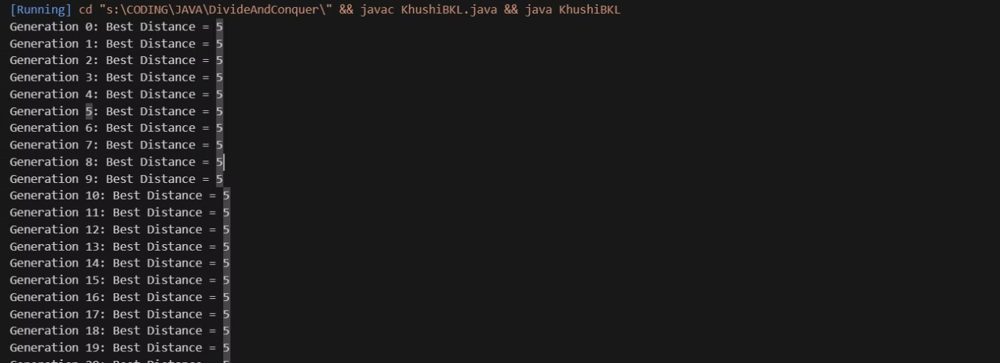 [Running] cd "s:\CODING\JAVA\DivideAndConquer\" && javac KhushiBKL.java && java KhushiBKL
Generation 0: Best Distance = 5
Generation 1: Best Distance = 5
Generation 2: Best Distance = 5
Generation 3: Best Distance = 5
Generation 4: Best Distance = 5
Generation 5: Best Distance = 5
Generation 6: Best Distance = 5
Generation 7: Best Distance = 5
Generation 8: Best Distance = 5
Generation 9: Best Distance = 5
Generation 10: Best Distance = 5
Generation 11: Best Distance = 5
Generation 12: Best Distance = 5
Generation 13: Best Distance = 5
Generation 14: Best Distance = 5
Generation 15: Best Distance = 5
Generation 16: Best Distance = 5
Generation 17: Best Distance = 5
Generation 18: Best Distance = 5
Generation 19: Best Distance = 5
Generation 20: Best Distance = 5